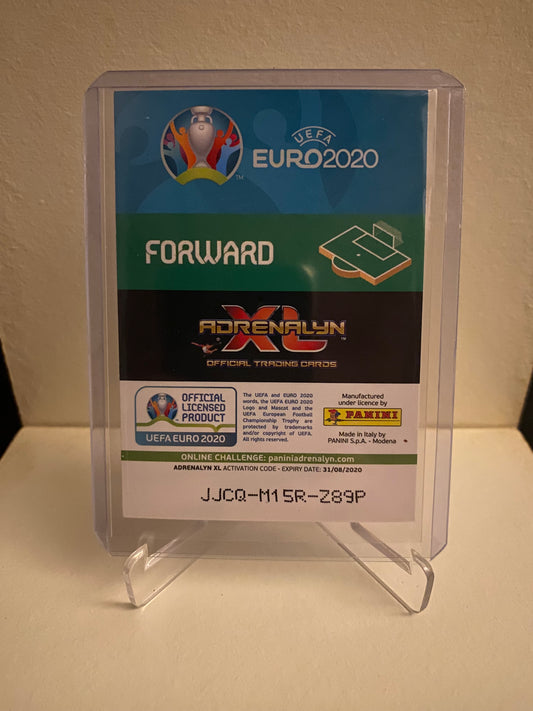 UEFA
EURO2020
TM
FORWARD
ADRENALYN
XL
TM
OFFICIAL TRADING CARDS
OFFICIAL
LICENSED
PRODUCT
UEFA EURO 2020
The UEFA and EURO 2020
words, the UEFA EURO 2020
Logo and Mascot and the
UEFA European Football
Championship Trophy are
protected by trademarks
and/or copyright of UEFA.
All rights reserved.
Manufactured
under licence by
PANINI
Made in Italy by
PANINI S.p.A. - Modena
ONLINE CHALLENGE: paniniadrenalyn.com
ADRENALYN XL ACTIVATION CODE - EXPIRY DATE: 31/08/2020
JJCQ-M15R-Z89P